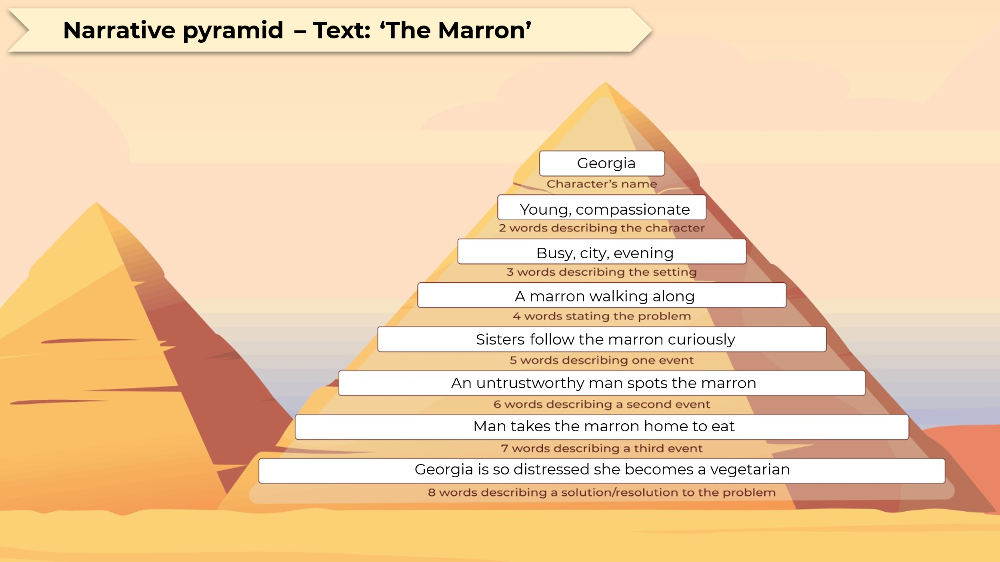 Narrative pyramid – Text: ‘The Marron’
Georgia
Character’s name
Young, compassionate
2 words describing the character
Busy, city, evening
3 words describing the setting
A marron walking along
4 words stating the problem
Sisters follow the marron curiously
5 words describing one event
An untrustworthy man spots the marron
6 words describing a second event
Man takes the marron home to eat
7 words describing a third event
Georgia is so distressed she becomes a vegetarian
8 words describing a solution/resolution to the problem